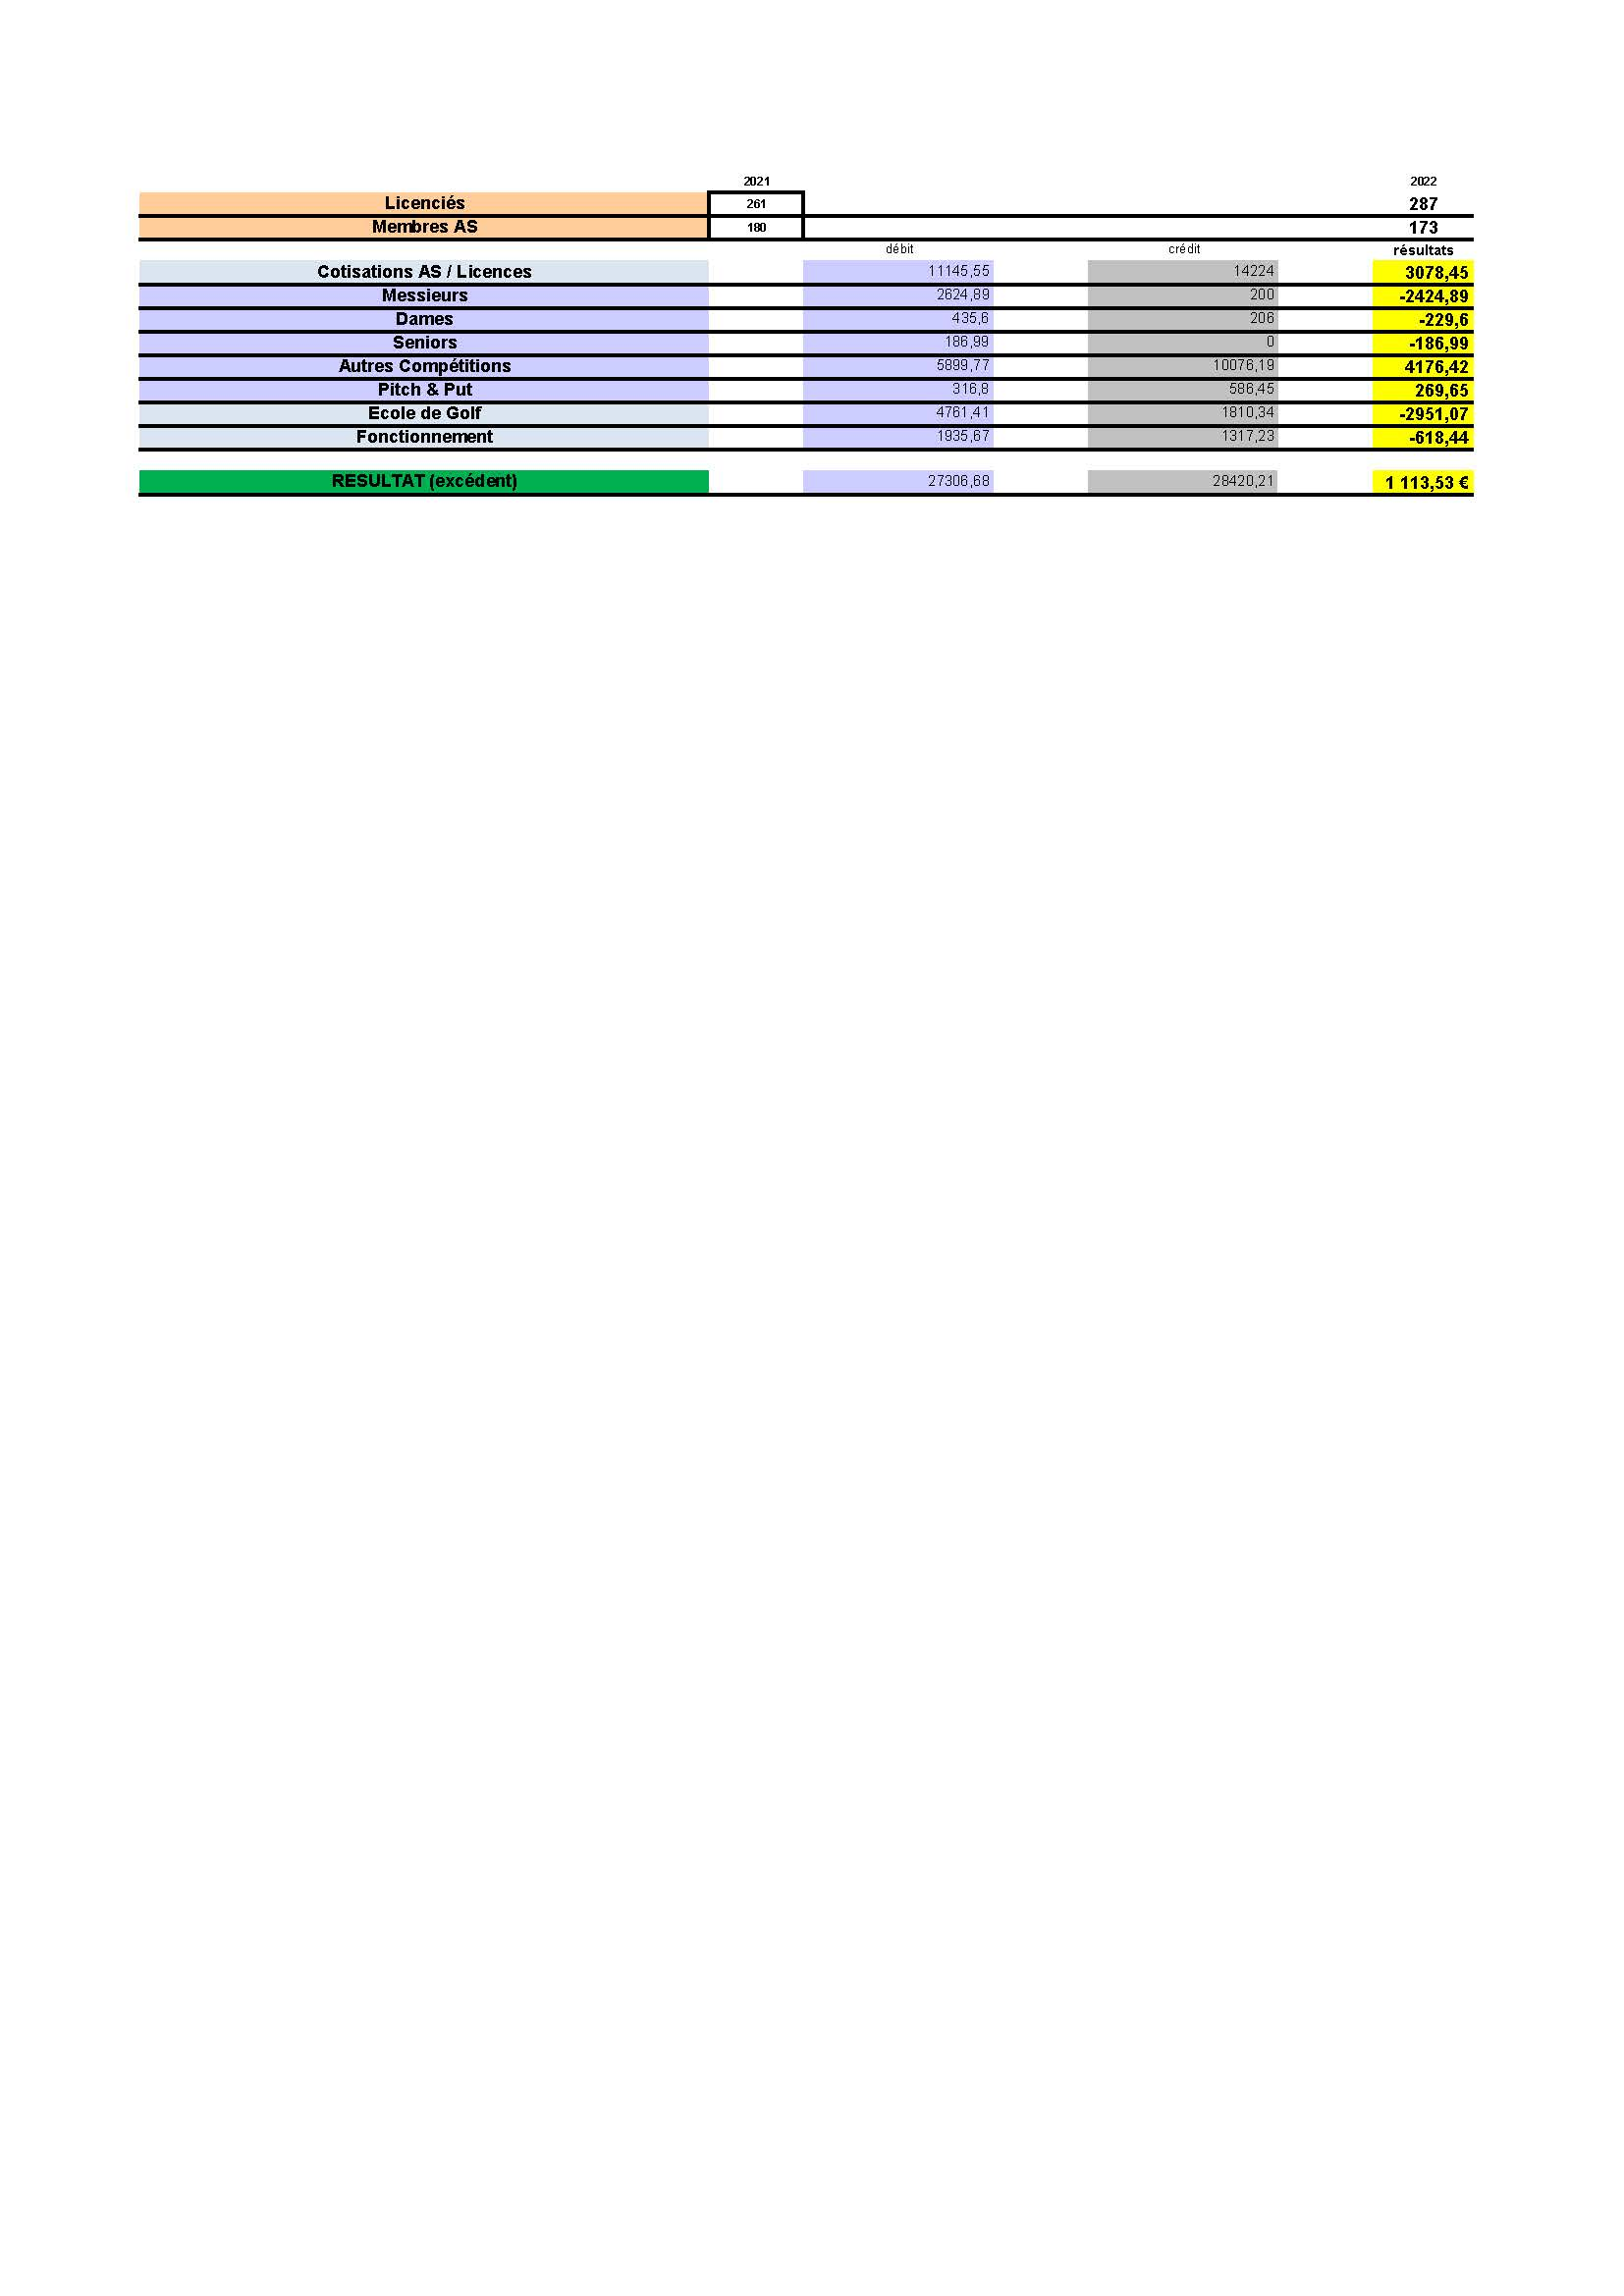 2021 2022
Licenciés 261 287
Membres AS 180 173
débit crédit résultats
Cotisations AS / Licences 11145,55 14224 3078,45
Messieurs 2624,89 200 -2424,89
Dames 435,6 206 -229,6
Seniors 186,99 0 -186,99
Autres Compétitions 5899,77 10076,19 4176,42
Pitch & Put 316,8 586,45 269,65
Ecole de Golf 4761,41 1810,34 -2951,07
Fonctionnement 1935,67 1317,23 -618,44
RESULTAT (excédent) 27306,68 28420,21 1 113,53 €